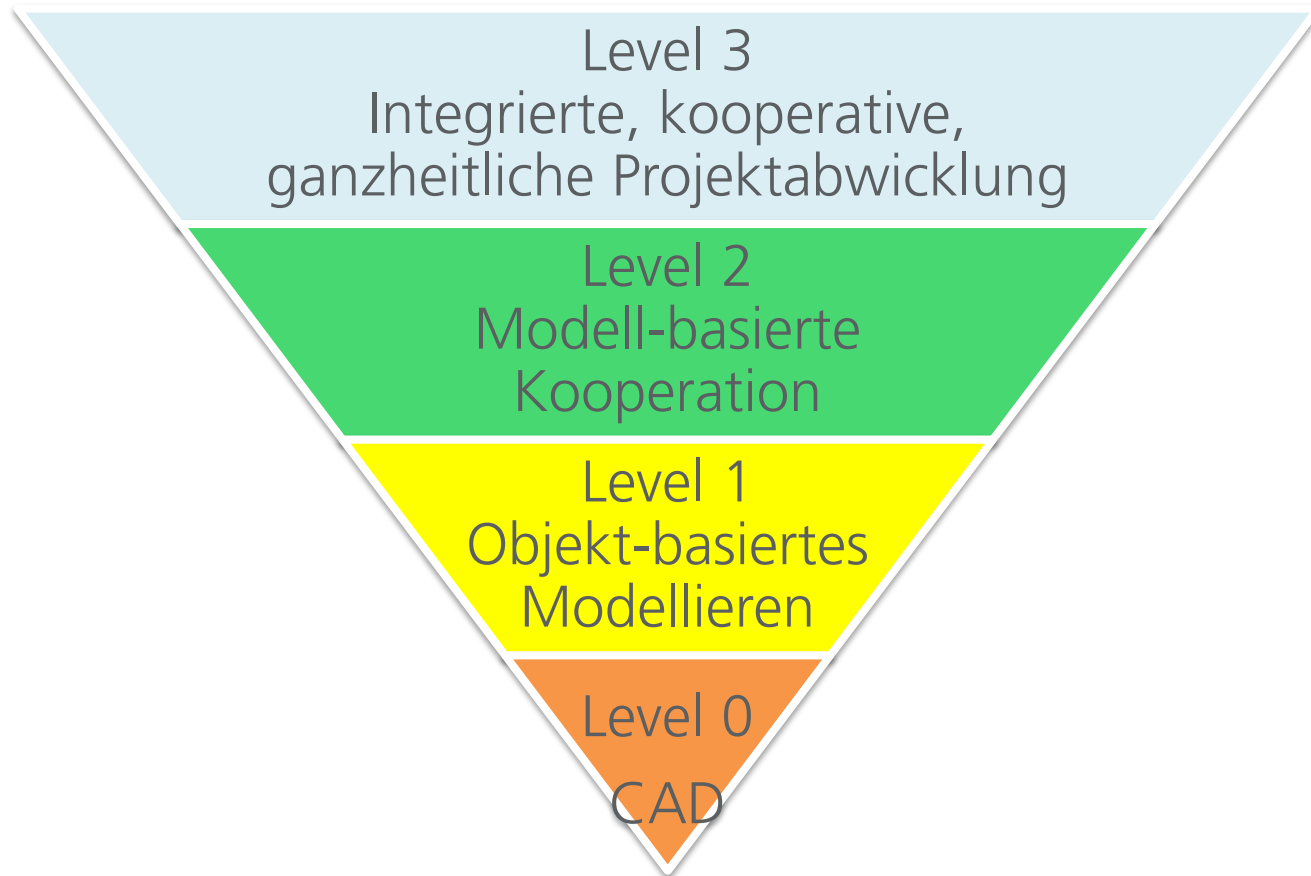 Level 3
Integrierte, kooperative,
ganzheitliche Projektabwicklung
Level 2
Modell-basierte
Kooperation
Level 1
Objekt-basiertes
Modellieren
Level 0
CAD